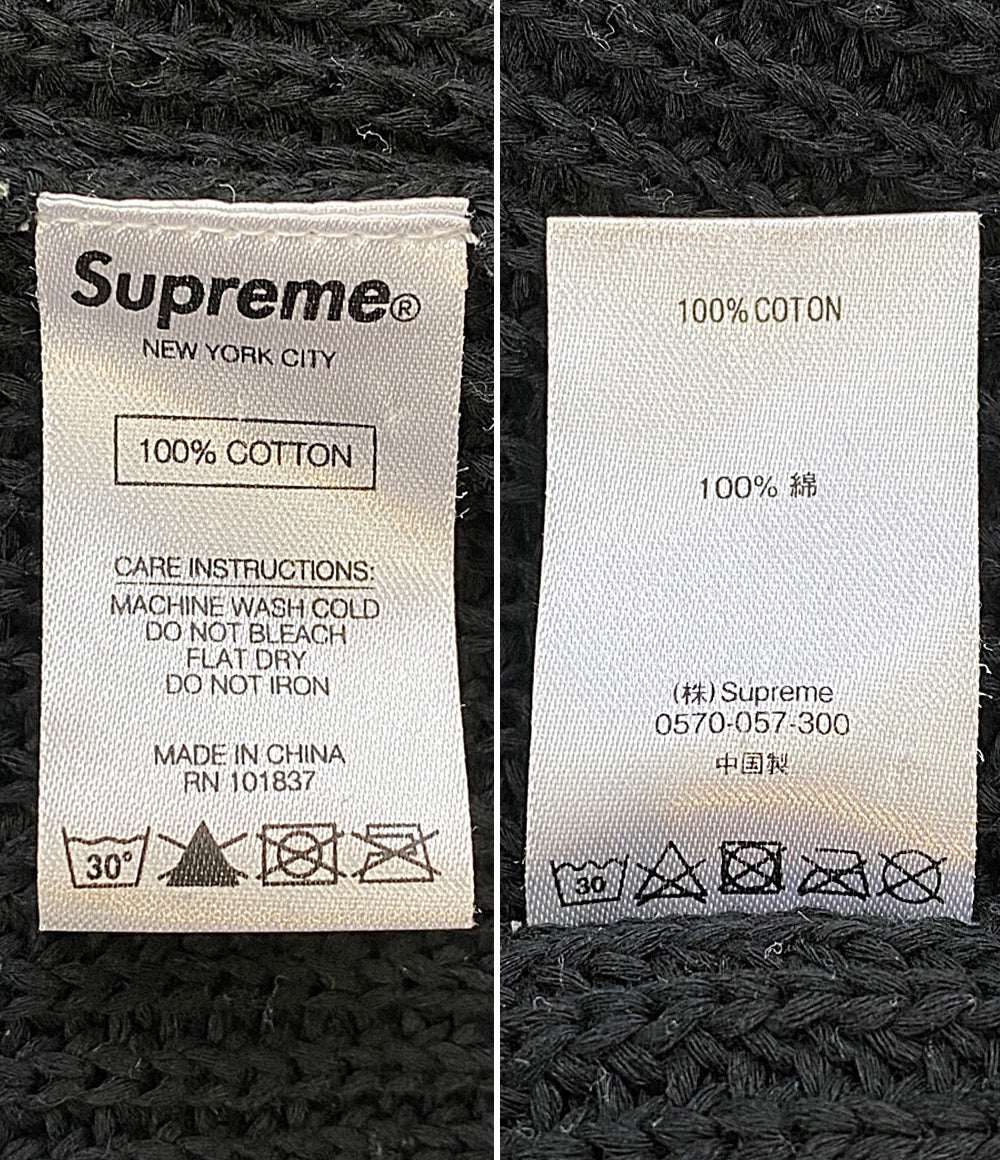 Supreme®
NEW YORK CITY
100% COTTON
CARE INSTRUCTIONS:
MACHINE WASH COLD
DO NOT BLEACH
FLAT DRY
DO NOT IRON
MADE IN CHINA
RN 101837
30°
100% COTON
100% 綿
(株)Supreme
0570-057-300
中国製
30